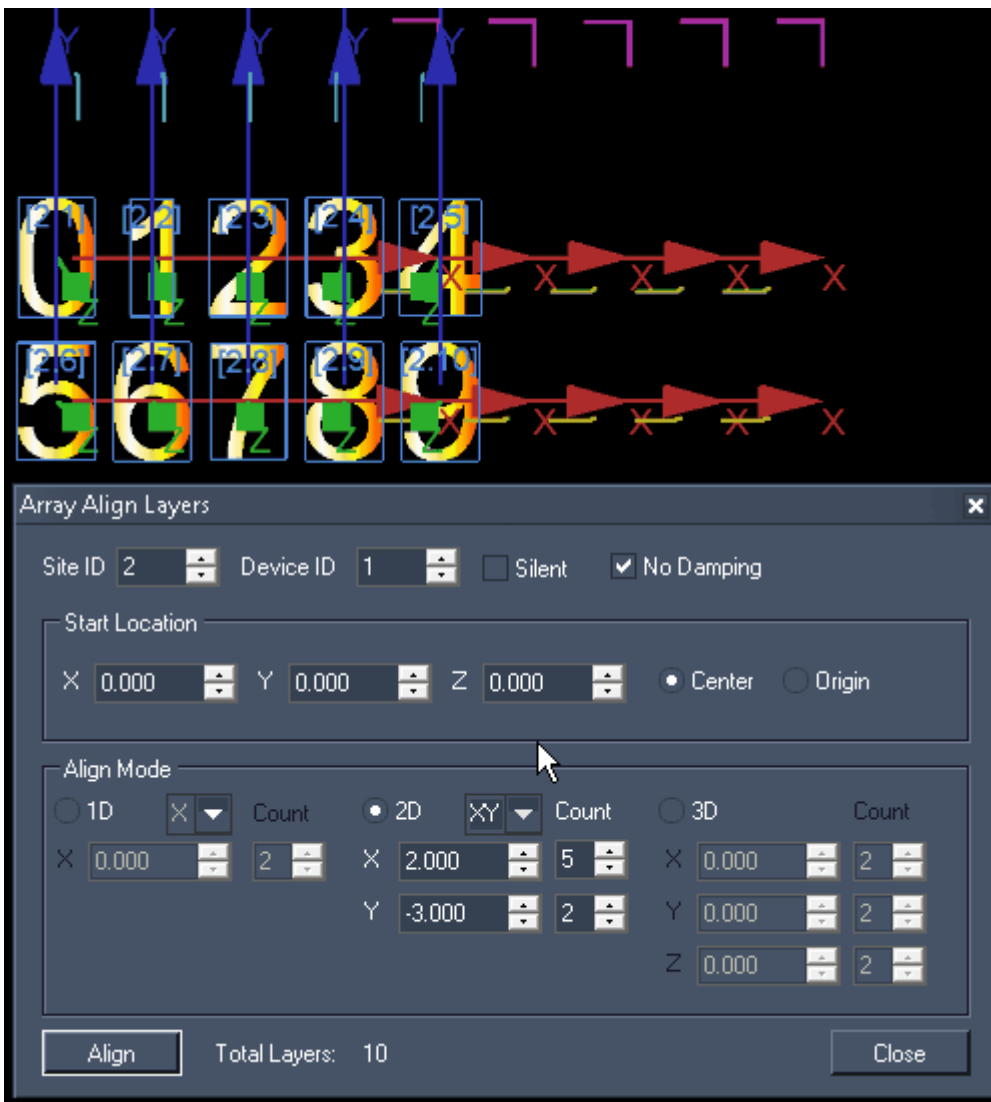 Y Y Y Y Y
0 1 2 3 4
[2.1] [2.2] [2.3] [2.4] [2.5]
X X X X X
Z Z Z Z Z
5 6 7 8 9
[2.6] [2.7] [2.8] [2.9] [2.10]
X X X X X
Z Z Z Z Z
Array Align Layers
Site ID 2 Device ID 1 Silent No Damping
Start Location
X 0.000 Y 0.000 Z 0.000 Center Origin
Align Mode
1D X Count 2D XY Count 3D Count
X 0.000 2 X 2.000 5 X 0.000 2
Y -3.000 2 Y 0.000 2
Z 0.000 2
Align Total Layers: 10 Close